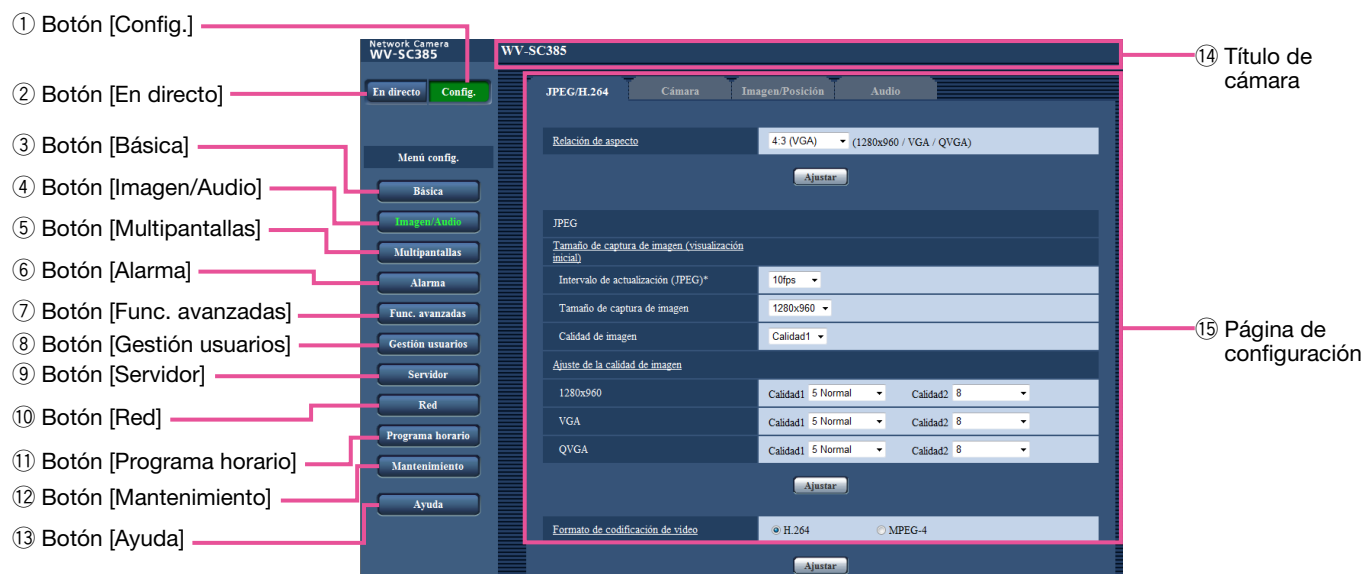 ① Botón [Config.]
② Botón [En directo]
③ Botón [Básica]
④ Botón [Imagen/Audio]
⑤ Botón [Multipantallas]
⑥ Botón [Alarma]
⑦ Botón [Func. avanzadas]
⑧ Botón [Gestión usuarios]
⑨ Botón [Servidor]
⑩ Botón [Red]
⑪ Botón [Programa horario]
⑫ Botón [Mantenimiento]
⑬ Botón [Ayuda]
Network Camera
WV-SC385
En directo Config.
Menú config.
Básica
Imagen/Audio
Multipantallas
Alarma
Func. avanzadas
Gestión usuarios
Servidor
Red
Programa horario
Mantenimiento
Ayuda
WV-SC385
JPEG/H.264 Cámara Imagen/Posición Audio
Relación de aspecto 4:3 (VGA) (1280x960 / VGA / QVGA)
Ajustar
JPEG
Tamaño de captura de imagen (visualización
inicial)
Intervalo de actualización (JPEG)* 10fps
Tamaño de captura de imagen 1280x960
Calidad de imagen Calidad1
Ajuste de la calidad de imagen
1280x960 Calidad1 5 Normal Calidad2 8
VGA Calidad1 5 Normal Calidad2 8
QVGA Calidad1 5 Normal Calidad2 8
Ajustar
Formato de codificación de vídeo H.264 MPEG-4
Ajustar
⑭ Título de
cámara
⑮ Página de
configuración